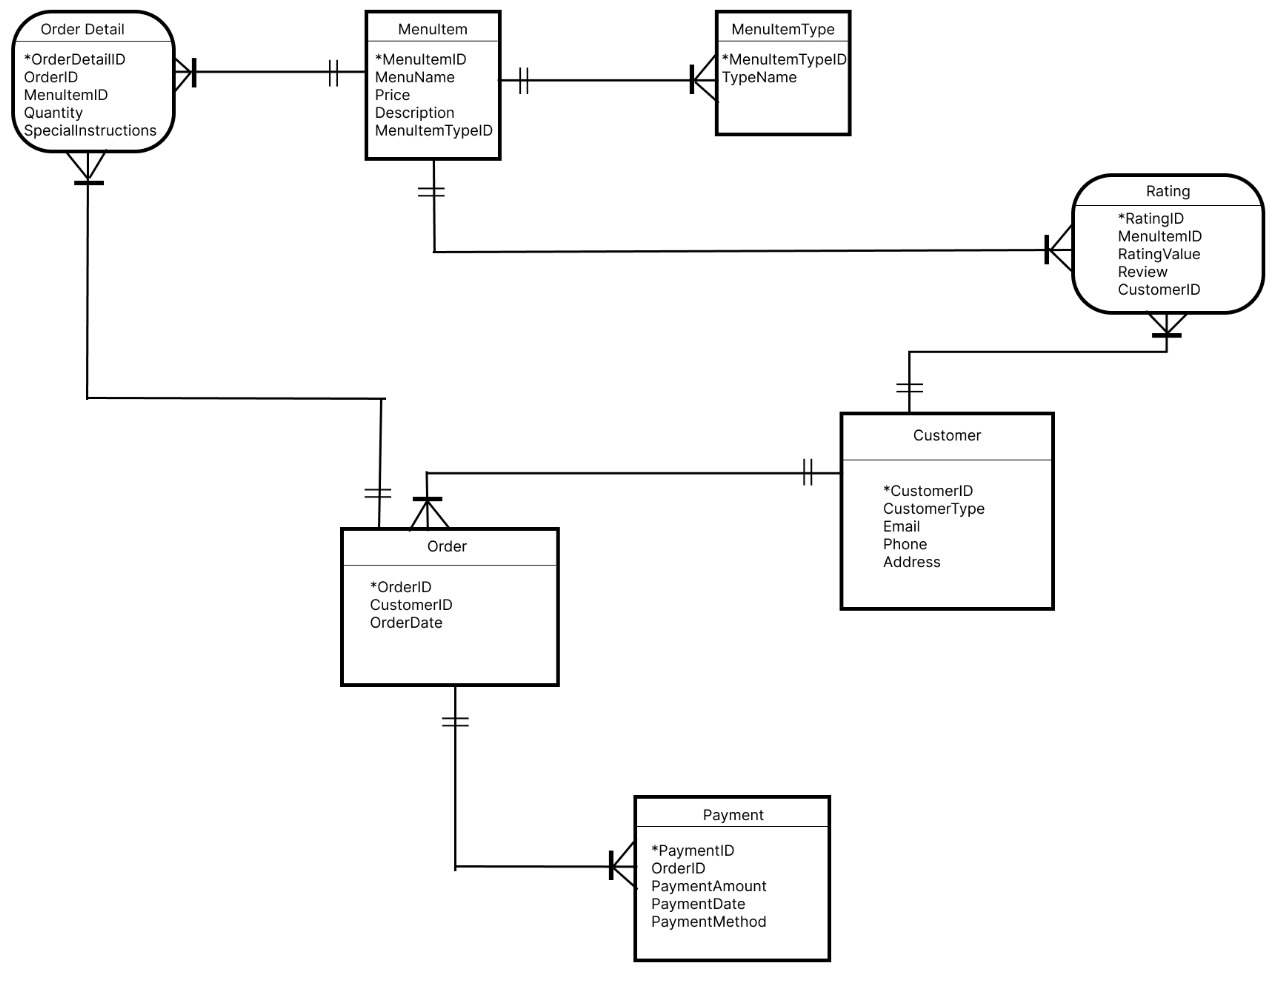 Order Detail
*OrderDetailID
OrderID
MenuItemID
Quantity
SpecialInstructions
MenuItem
*MenuItemID
MenuName
Price
Description
MenuItemTypeID
MenuItemType
*MenuItemTypeID
TypeName
Rating
*RatingID
MenuItemID
RatingValue
Review
CustomerID
Customer
*CustomerID
CustomerType
Email
Phone
Address
Order
*OrderID
CustomerID
OrderDate
Payment
*PaymentID
OrderID
PaymentAmount
PaymentDate
PaymentMethod